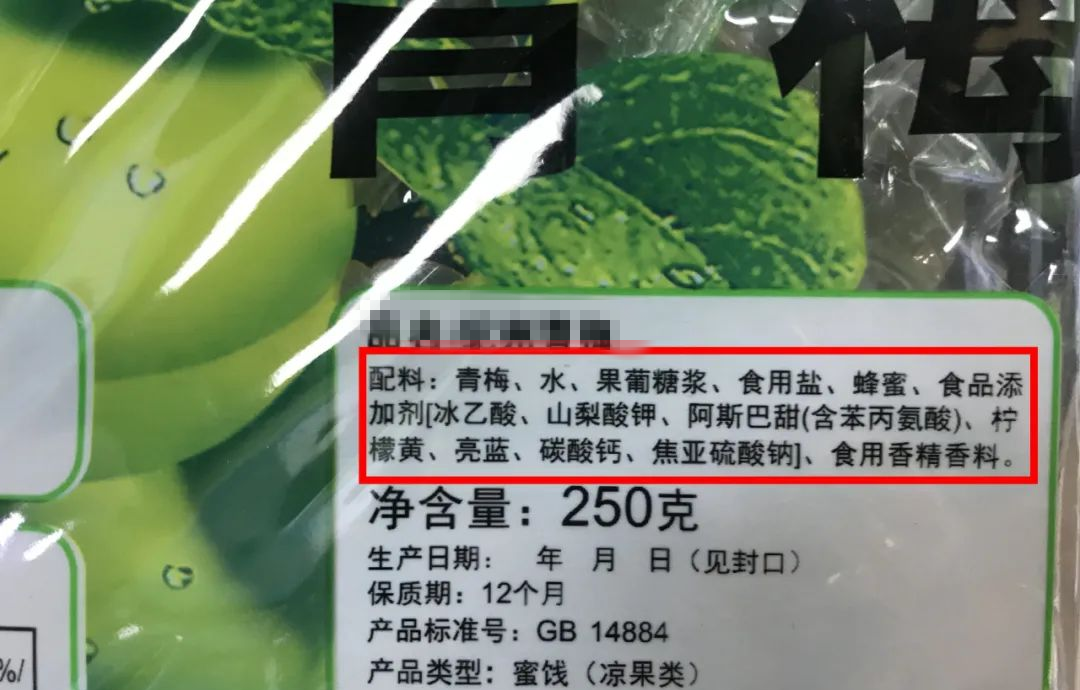 青梅
配料：青梅、水、果葡糖浆、食用盐、蜂蜜、食品添
加剂[冰乙酸、山梨酸钾、阿斯巴甜(含苯丙氨酸)、柠
檬黄、亮蓝、碳酸钙、焦亚硫酸钠]、食用香精香料。
净含量：250克
生产日期： 年 月 日（见封口）
保质期：12个月
产品标准号：GB 14884
产品类型：蜜饯（凉果类）
%/